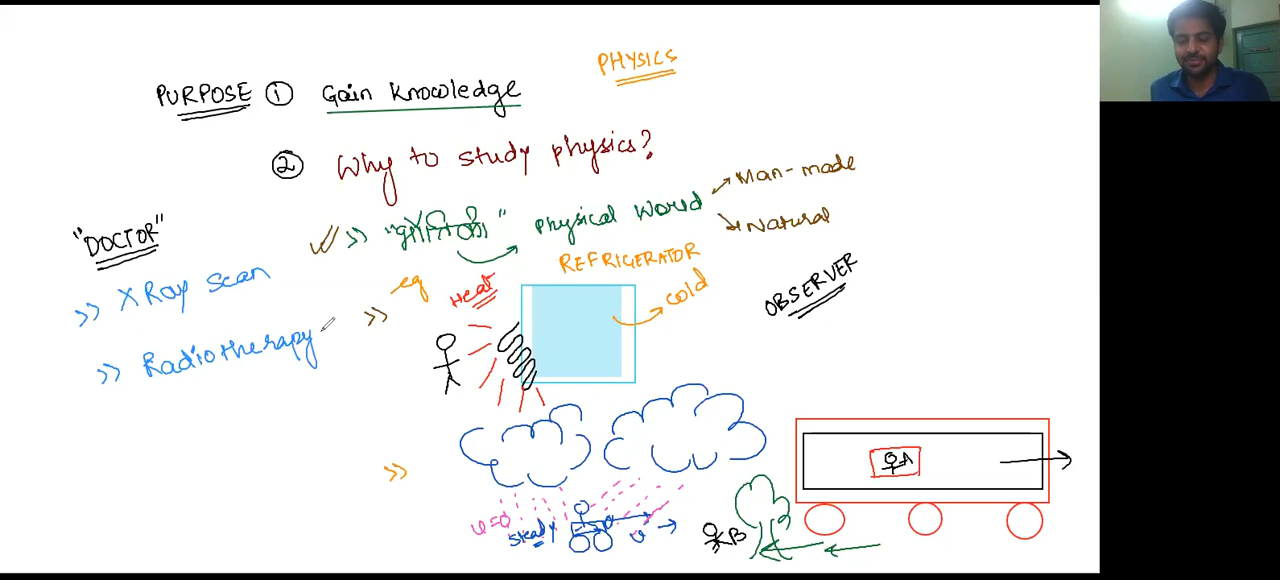 PHYSICS
PURPOSE ① Gain Knowledge
② Why to study physics?
"DOCTOR"
>> X Ray Scan
>> Radiotherapy
>> Physical World
Man-made
Natural
>> eg
Heat
REFRIGERATOR
cold
OBSERVER
>>
v=0
steady
v
A
B